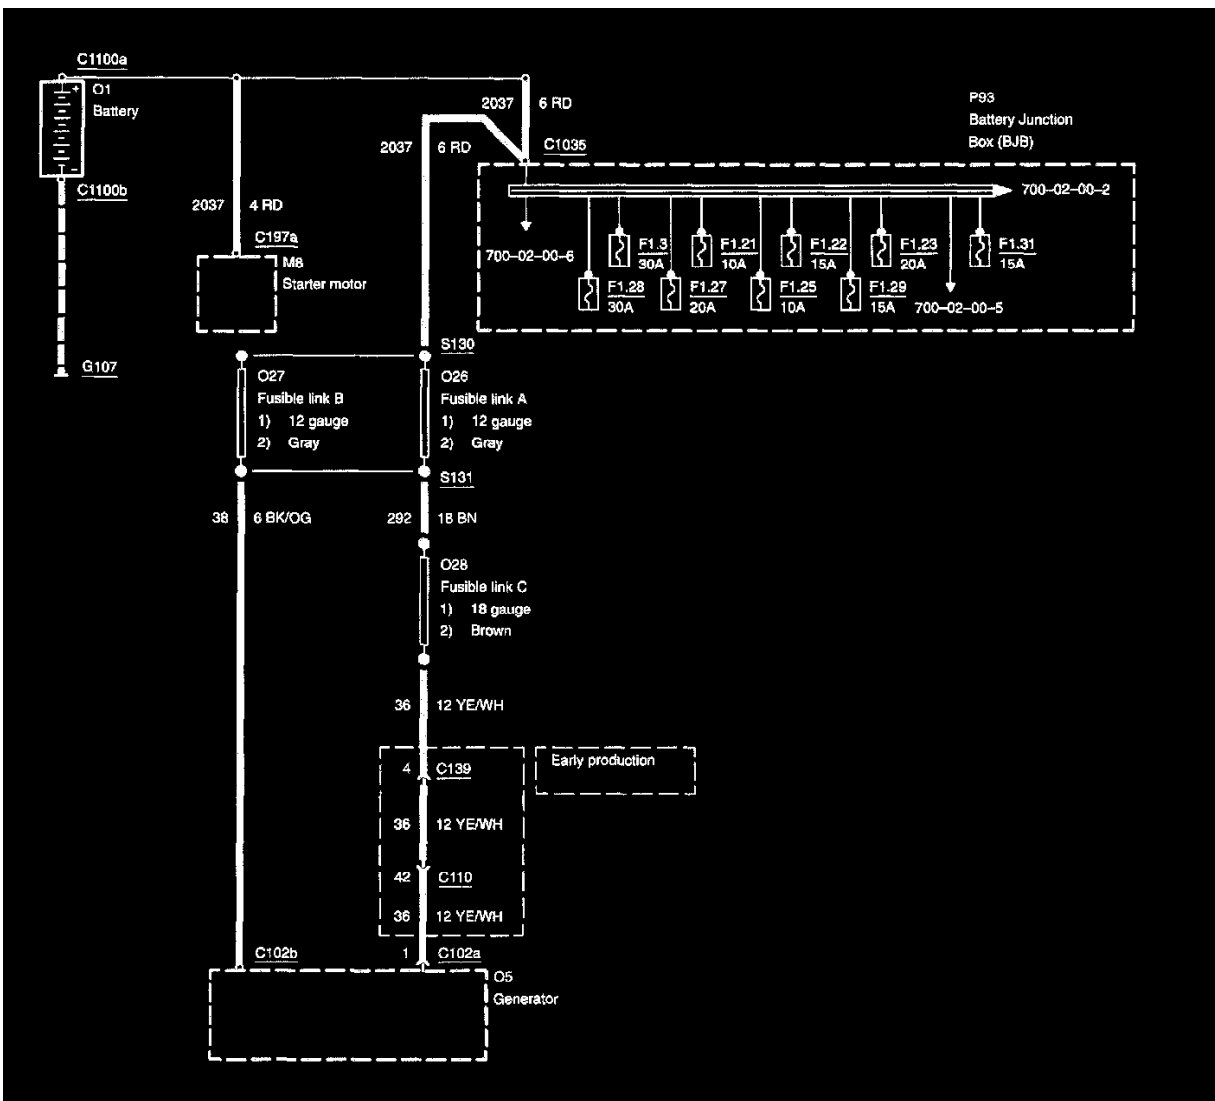 C1100a
O1
Battery
+
-
C1100b
G107
2037 4 RD
C197a
M8
Starter motor
2037 6 RD
2037 6 RD
C1035
P93
Battery Junction
Box (BJB)
700-02-00-2
700-02-00-6
F1.3
30A
F1.21
10A
F1.22
15A
F1.23
20A
F1.31
15A
F1.28
30A
F1.27
20A
F1.25
10A
F1.29
15A
700-02-00-5
S130
O27
Fusible link B
1) 12 gauge
2) Gray
O26
Fusible link A
1) 12 gauge
2) Gray
S131
38 6 BK/OG
292 18 BN
O28
Fusible link C
1) 18 gauge
2) Brown
36 12 YE/WH
4 C139
Early production
36 12 YE/WH
42 C110
36 12 YE/WH
C102b
1 C102a
O5
Generator